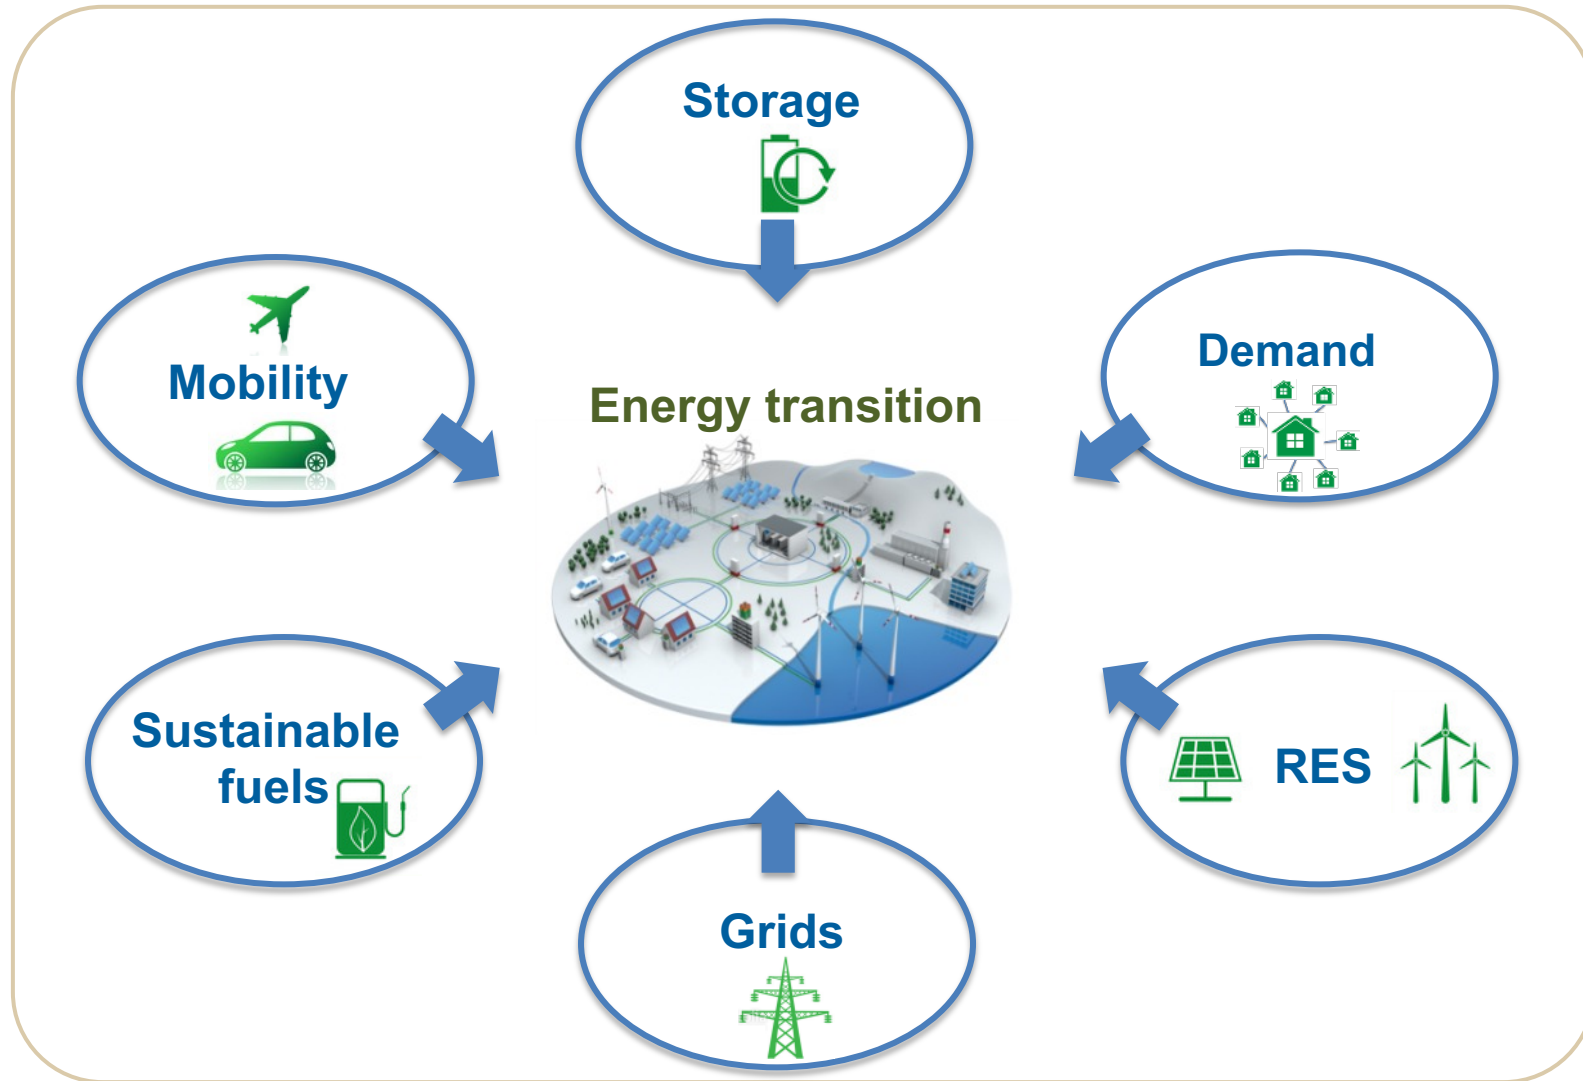 Storage
Mobility
Demand
Energy transition
Sustainable
fuels
RES
Grids